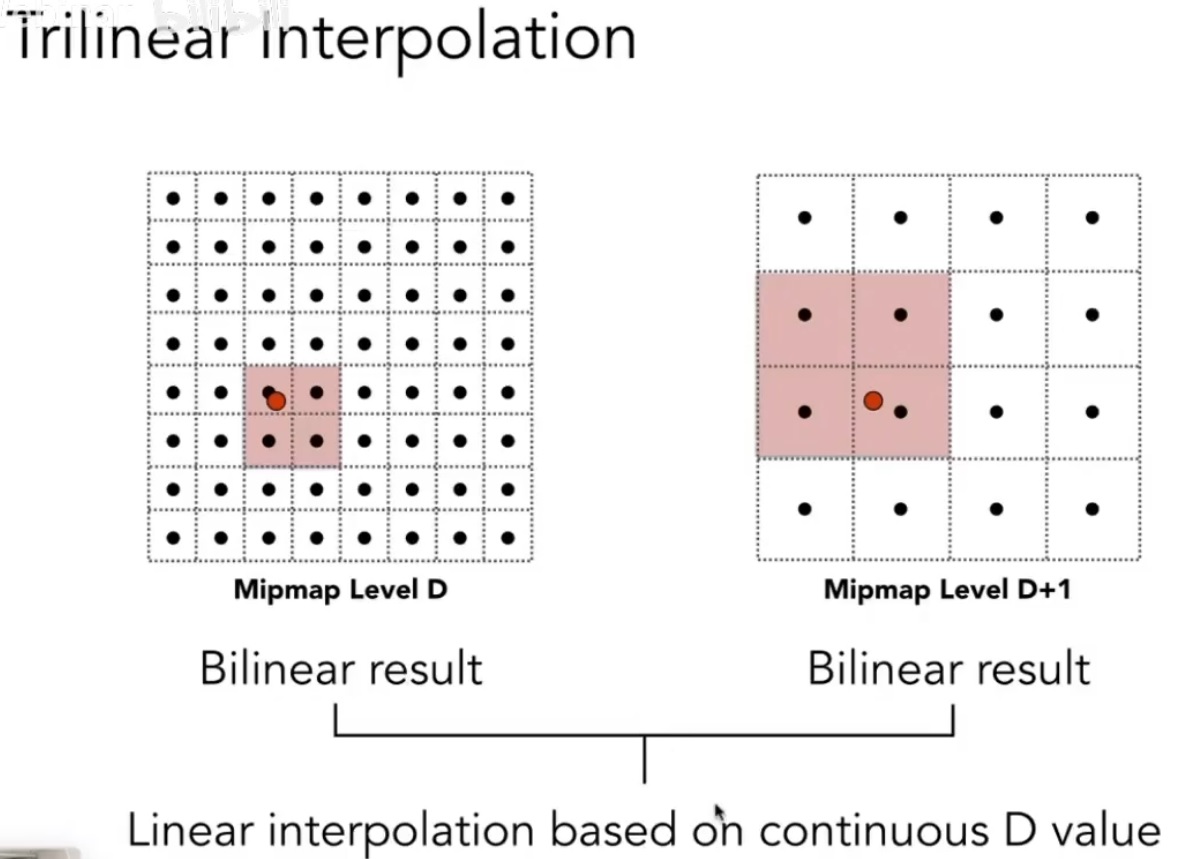 Trilinear Interpolation
Mipmap Level D
Mipmap Level D+1
Bilinear result
Bilinear result
Linear interpolation based on continuous D value